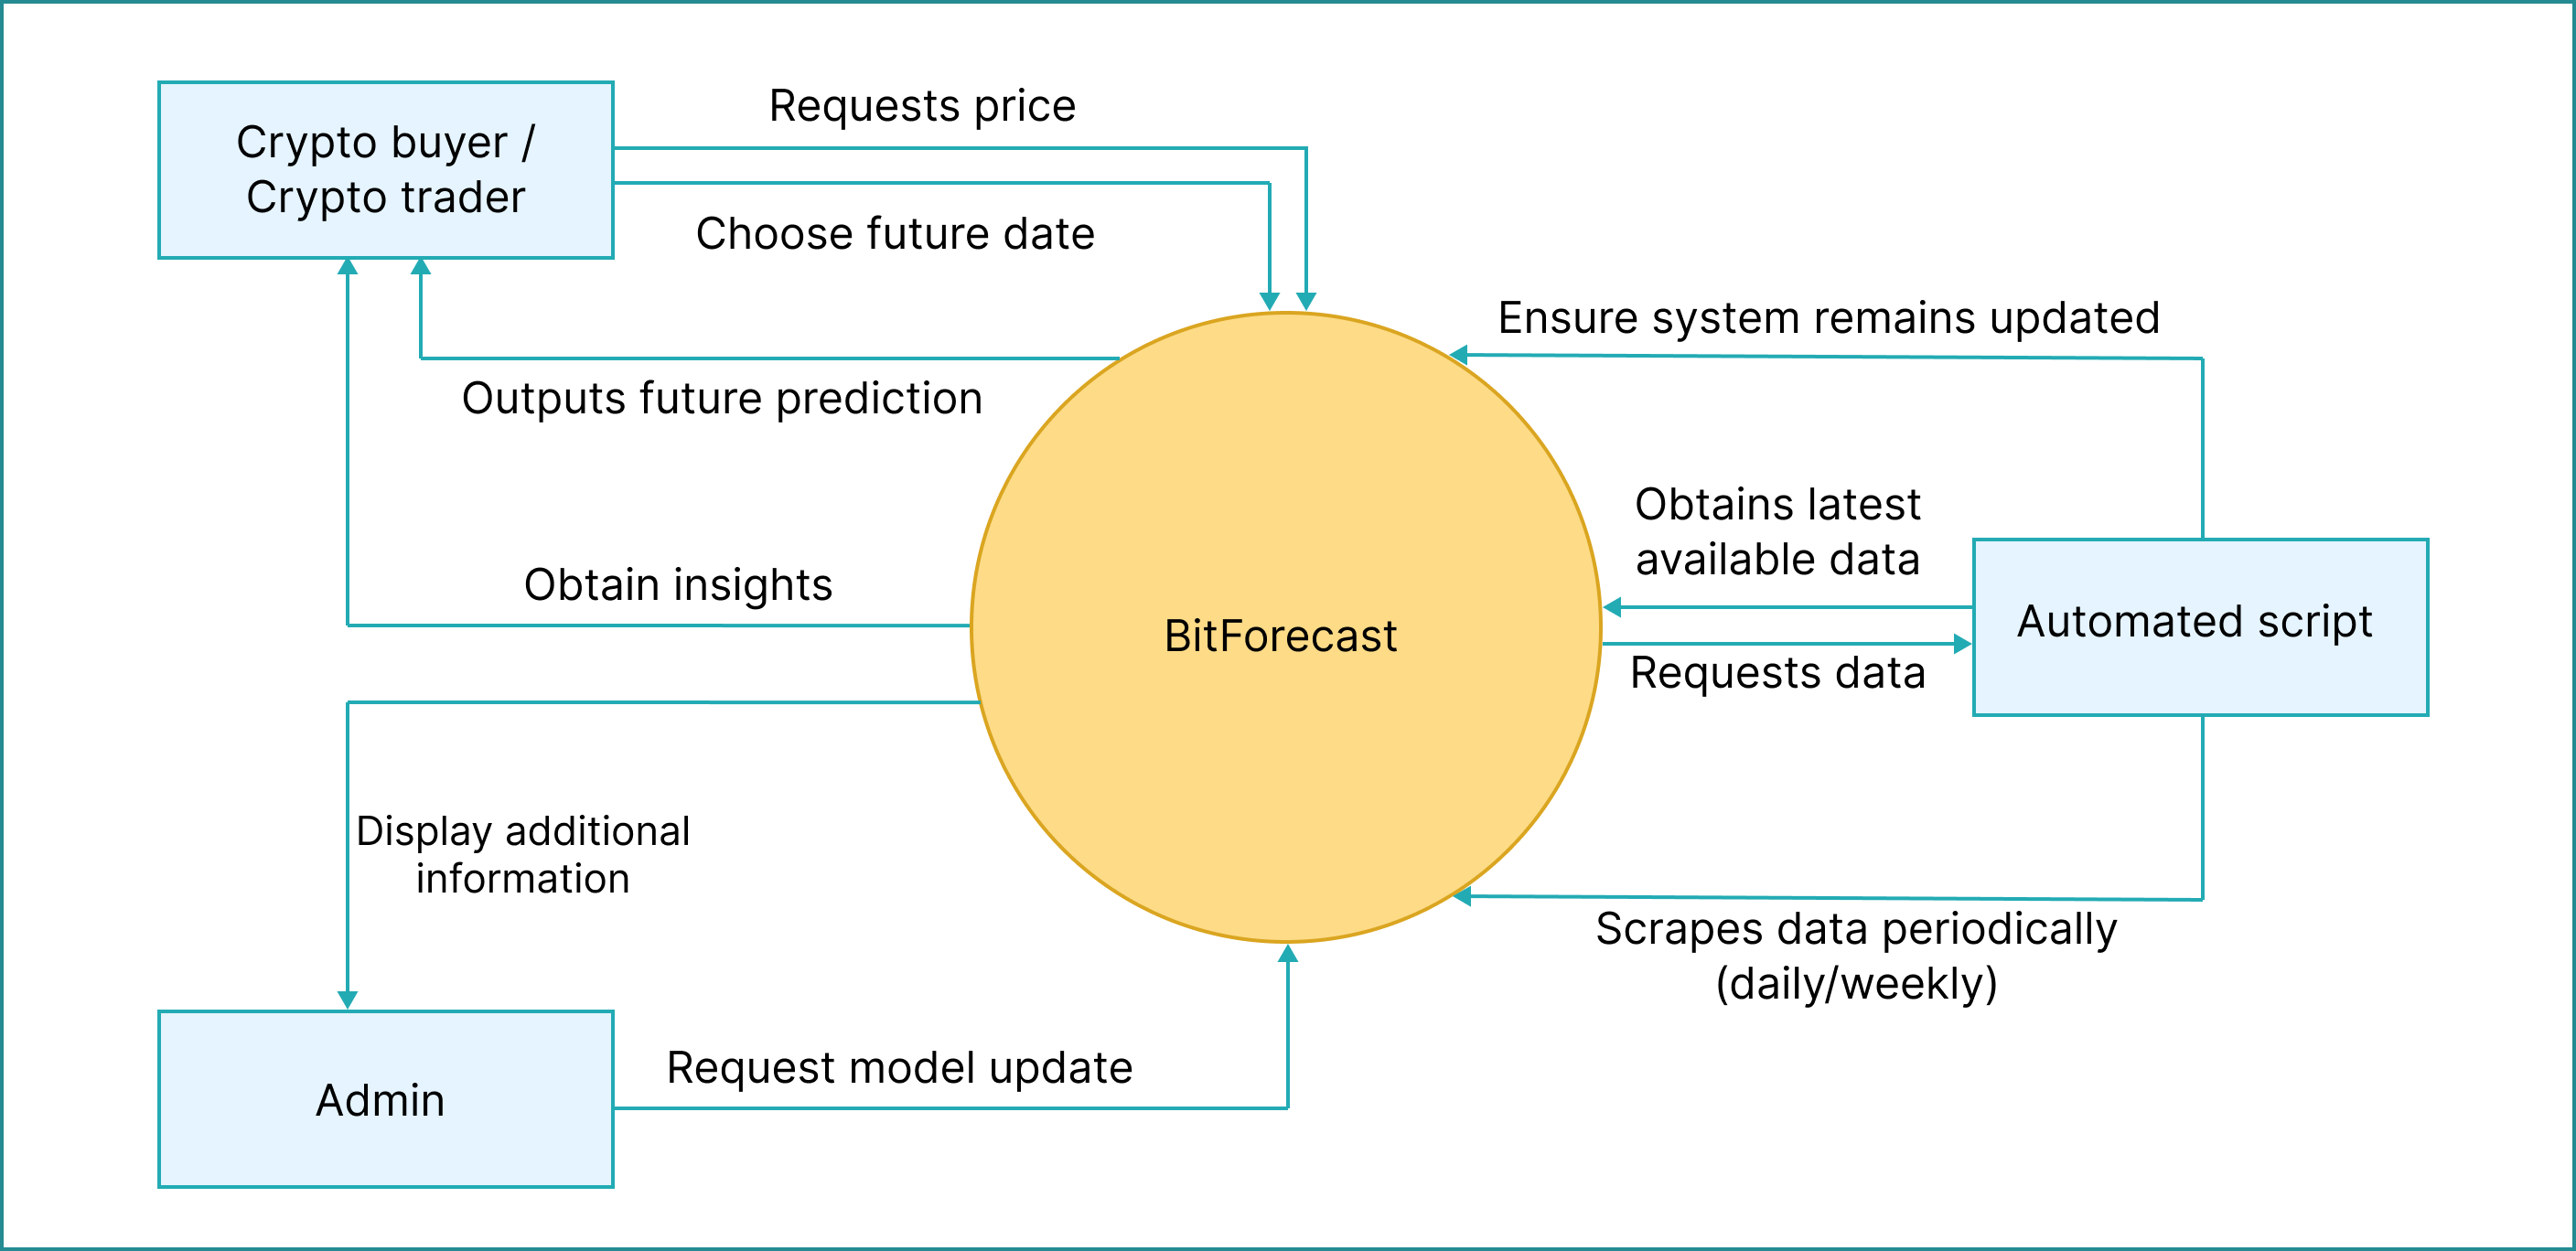 Requests price
Crypto buyer /
Crypto trader
Choose future date
Ensure system remains updated
Outputs future prediction
Obtains latest
available data
Obtain insights
BitForecast
Automated script
Requests data
Display additional
information
Scrapes data periodically
(daily/weekly)
Request model update
Admin